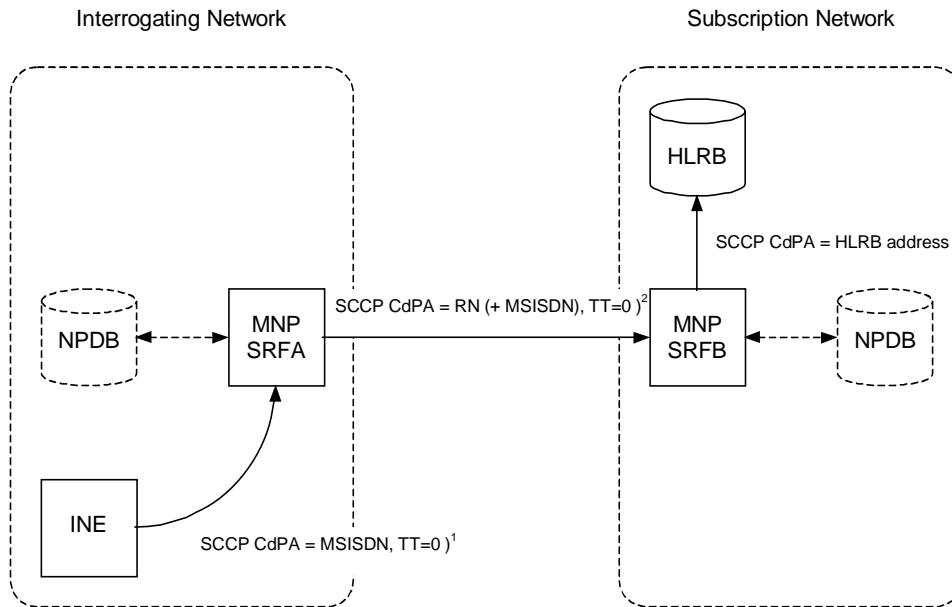 Interrogating Network
Subscription Network
HLRB
SCCP CdPA = HLRB address
SCCP CdPA = RN (+ MSISDN), TT=0 )²
NPDB
MNP
SRFA
MNP
SRFB
NPDB
INE
SCCP CdPA = MSISDN, TT=0 )¹